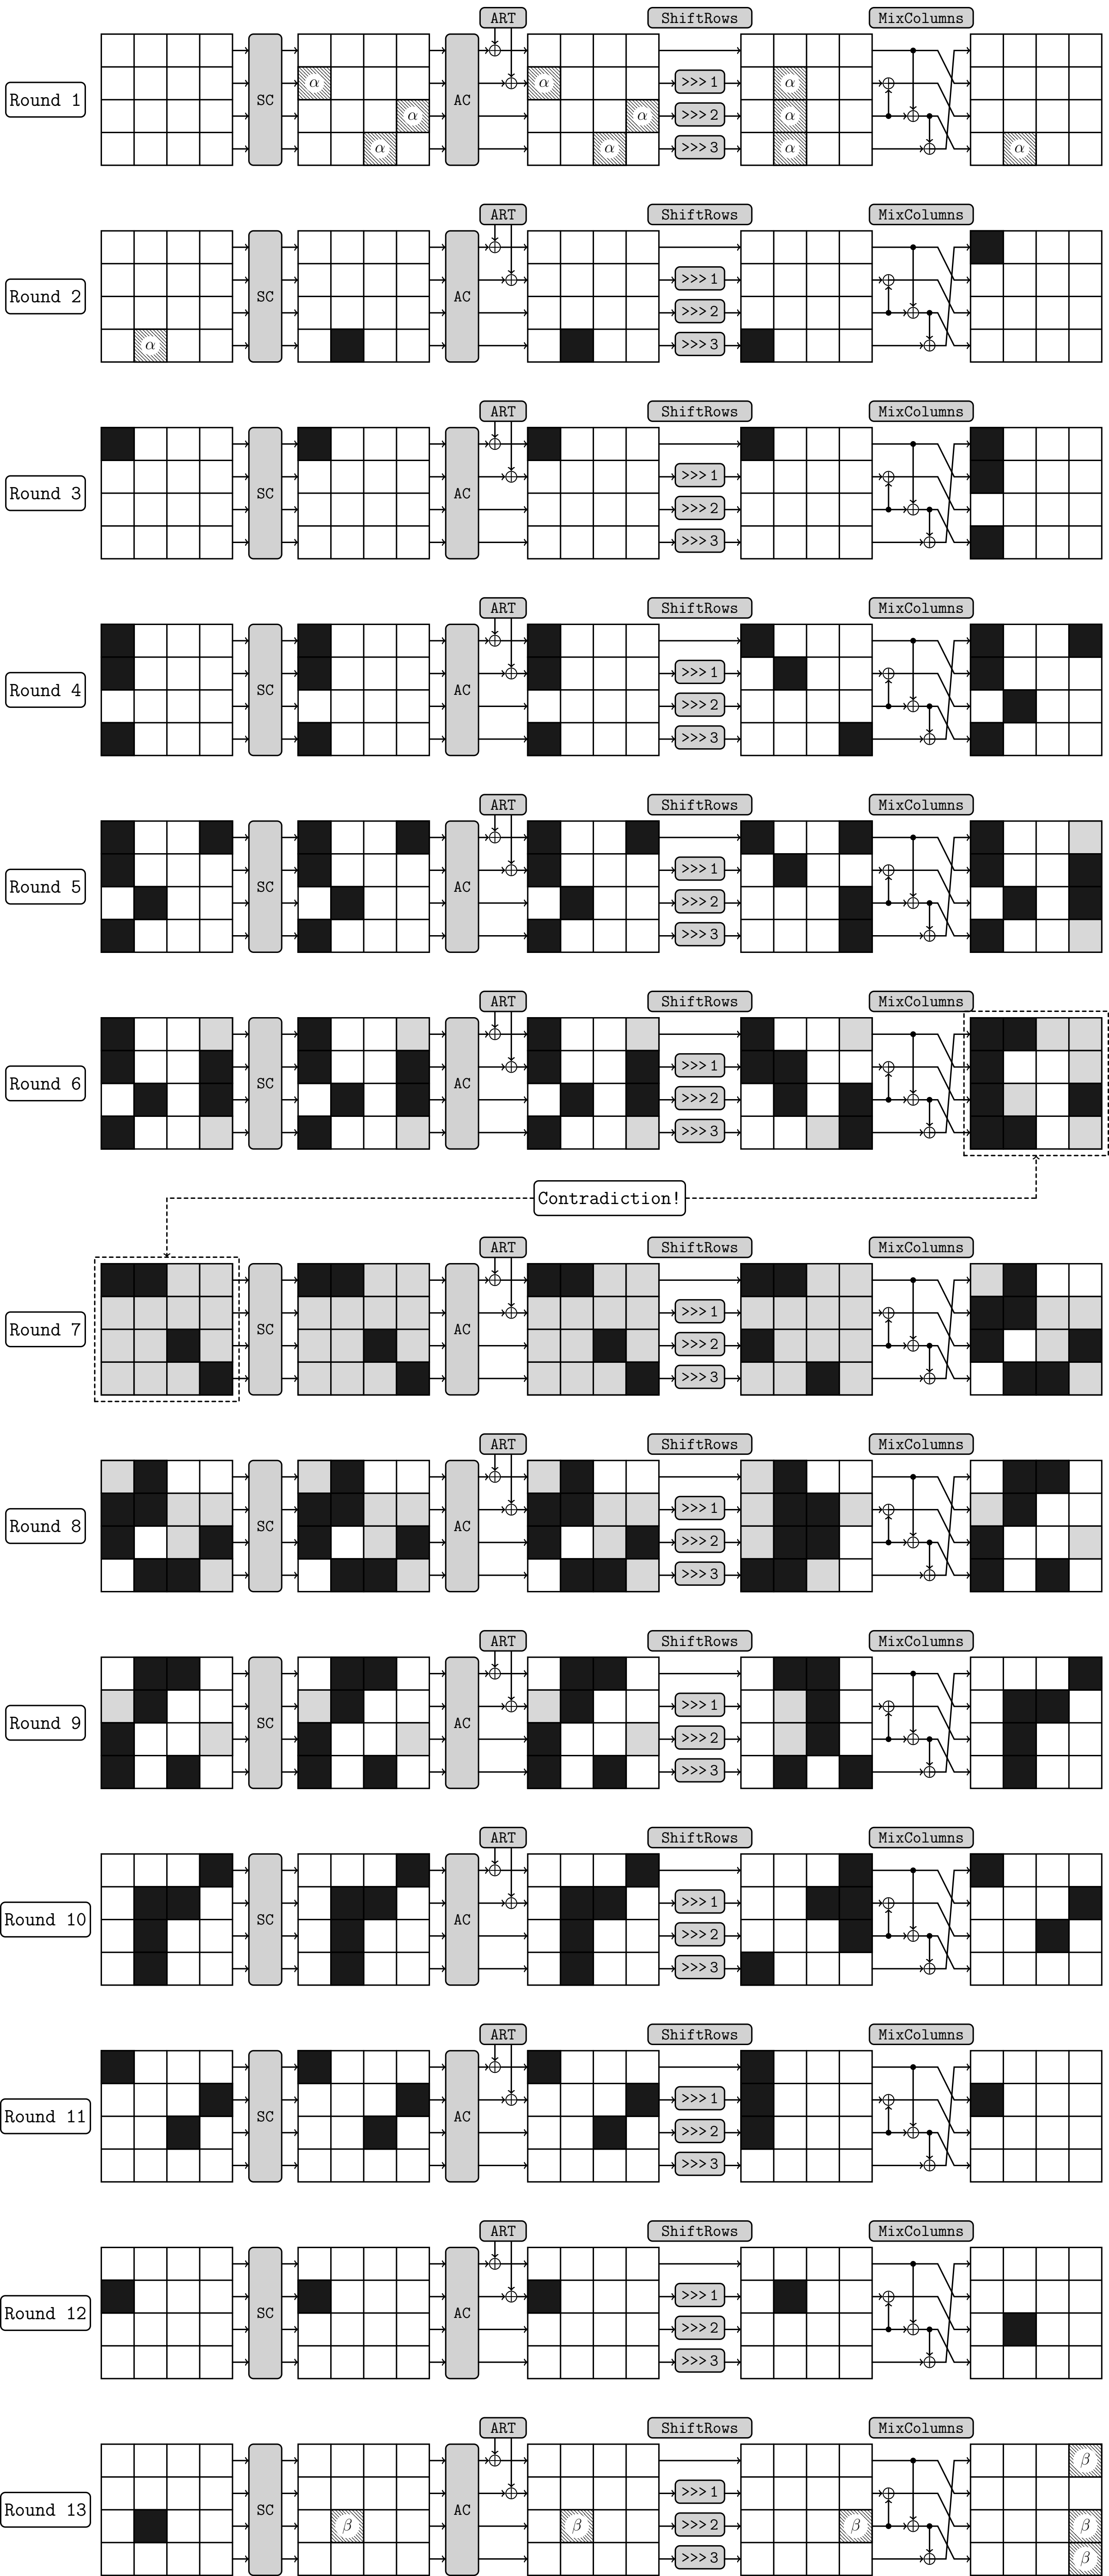 ART ShiftRows MixColumns
α α >>> 1 α
Round 1 SC AC
α α >>> 2 α
α α >>> 3 α α
ART ShiftRows MixColumns
>>> 1
Round 2 SC AC
>>> 2
α >>> 3
ART ShiftRows MixColumns
>>> 1
Round 3 SC AC
>>> 2
>>> 3
ART ShiftRows MixColumns
>>> 1
Round 4 SC AC
>>> 2
>>> 3
ART ShiftRows MixColumns
>>> 1
Round 5 SC AC
>>> 2
>>> 3
ART ShiftRows MixColumns
>>> 1
Round 6 SC AC
>>> 2
>>> 3
Contradiction!
ART ShiftRows MixColumns
>>> 1
Round 7 SC AC
>>> 2
>>> 3
ART ShiftRows MixColumns
>>> 1
Round 8 SC AC
>>> 2
>>> 3
ART ShiftRows MixColumns
>>> 1
Round 9 SC AC
>>> 2
>>> 3
ART ShiftRows MixColumns
>>> 1
Round 10 SC AC
>>> 2
>>> 3
ART ShiftRows MixColumns
>>> 1
Round 11 SC AC
>>> 2
>>> 3
ART ShiftRows MixColumns
>>> 1
Round 12 SC AC
>>> 2
>>> 3
ART ShiftRows MixColumns
β
>>> 1
Round 13 SC AC
β β >>> 2 β β
>>> 3 β